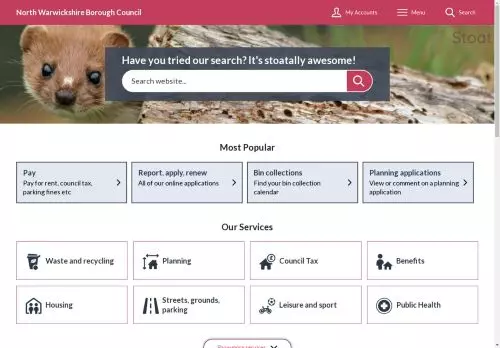 North Warwickshire Borough Council
My Accounts
Menu
Search
Stoat
Have you tried our search? It's stoatally awesome!
Search website...
Most Popular
Pay
Pay for rent, council tax,
parking fines etc
Report, apply, renew
All of our online applications
Bin collections
Find your bin collection
calendar
Planning applications
View or comment on a planning
application
Our Services
Waste and recycling
Planning
Council Tax
Benefits
Housing
Streets, grounds,
parking
Leisure and sport
Public Health